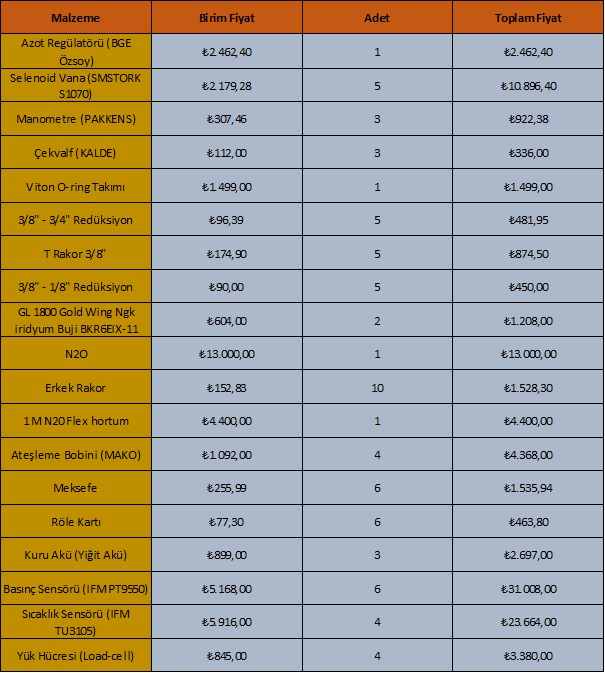 Malzeme Birim Fiyat Adet Toplam Fiyat
Azot Regülatörü (BGE
Özsoy) ₺2.462,40 1 ₺2.462,40
Selenoid Vana (SMSTORK
S1070) ₺2.179,28 5 ₺10.896,40
Manometre (PAKKENS) ₺307,46 3 ₺922,38
Çekvalf (KALDE) ₺112,00 3 ₺336,00
Viton O-ring Takımı ₺1.499,00 1 ₺1.499,00
3/8" - 3/4" Redüksiyon ₺96,39 5 ₺481,95
T Rakor 3/8" ₺174,90 5 ₺874,50
3/8" - 1/8" Redüksiyon ₺90,00 5 ₺450,00
GL 1800 Gold Wing Ngk
iridyum Buji BKR6EIX-11 ₺604,00 2 ₺1.208,00
N2O ₺13.000,00 1 ₺13.000,00
Erkek Rakor ₺152,83 10 ₺1.528,30
1 M N20 Flex hortum ₺4.400,00 1 ₺4.400,00
Ateşleme Bobini (MAKO) ₺1.092,00 4 ₺4.368,00
Meksefe ₺255,99 6 ₺1.535,94
Röle Kartı ₺77,30 6 ₺463,80
Kuru Akü (Yiğit Akü) ₺899,00 3 ₺2.697,00
Basınç Sensörü (IFM PT9550) ₺5.168,00 6 ₺31.008,00
Sıcaklık Sensörü (IFM
TU3105) ₺5.916,00 4 ₺23.664,00
Yük Hücresi (Load-cell) ₺845,00 4 ₺3.380,00